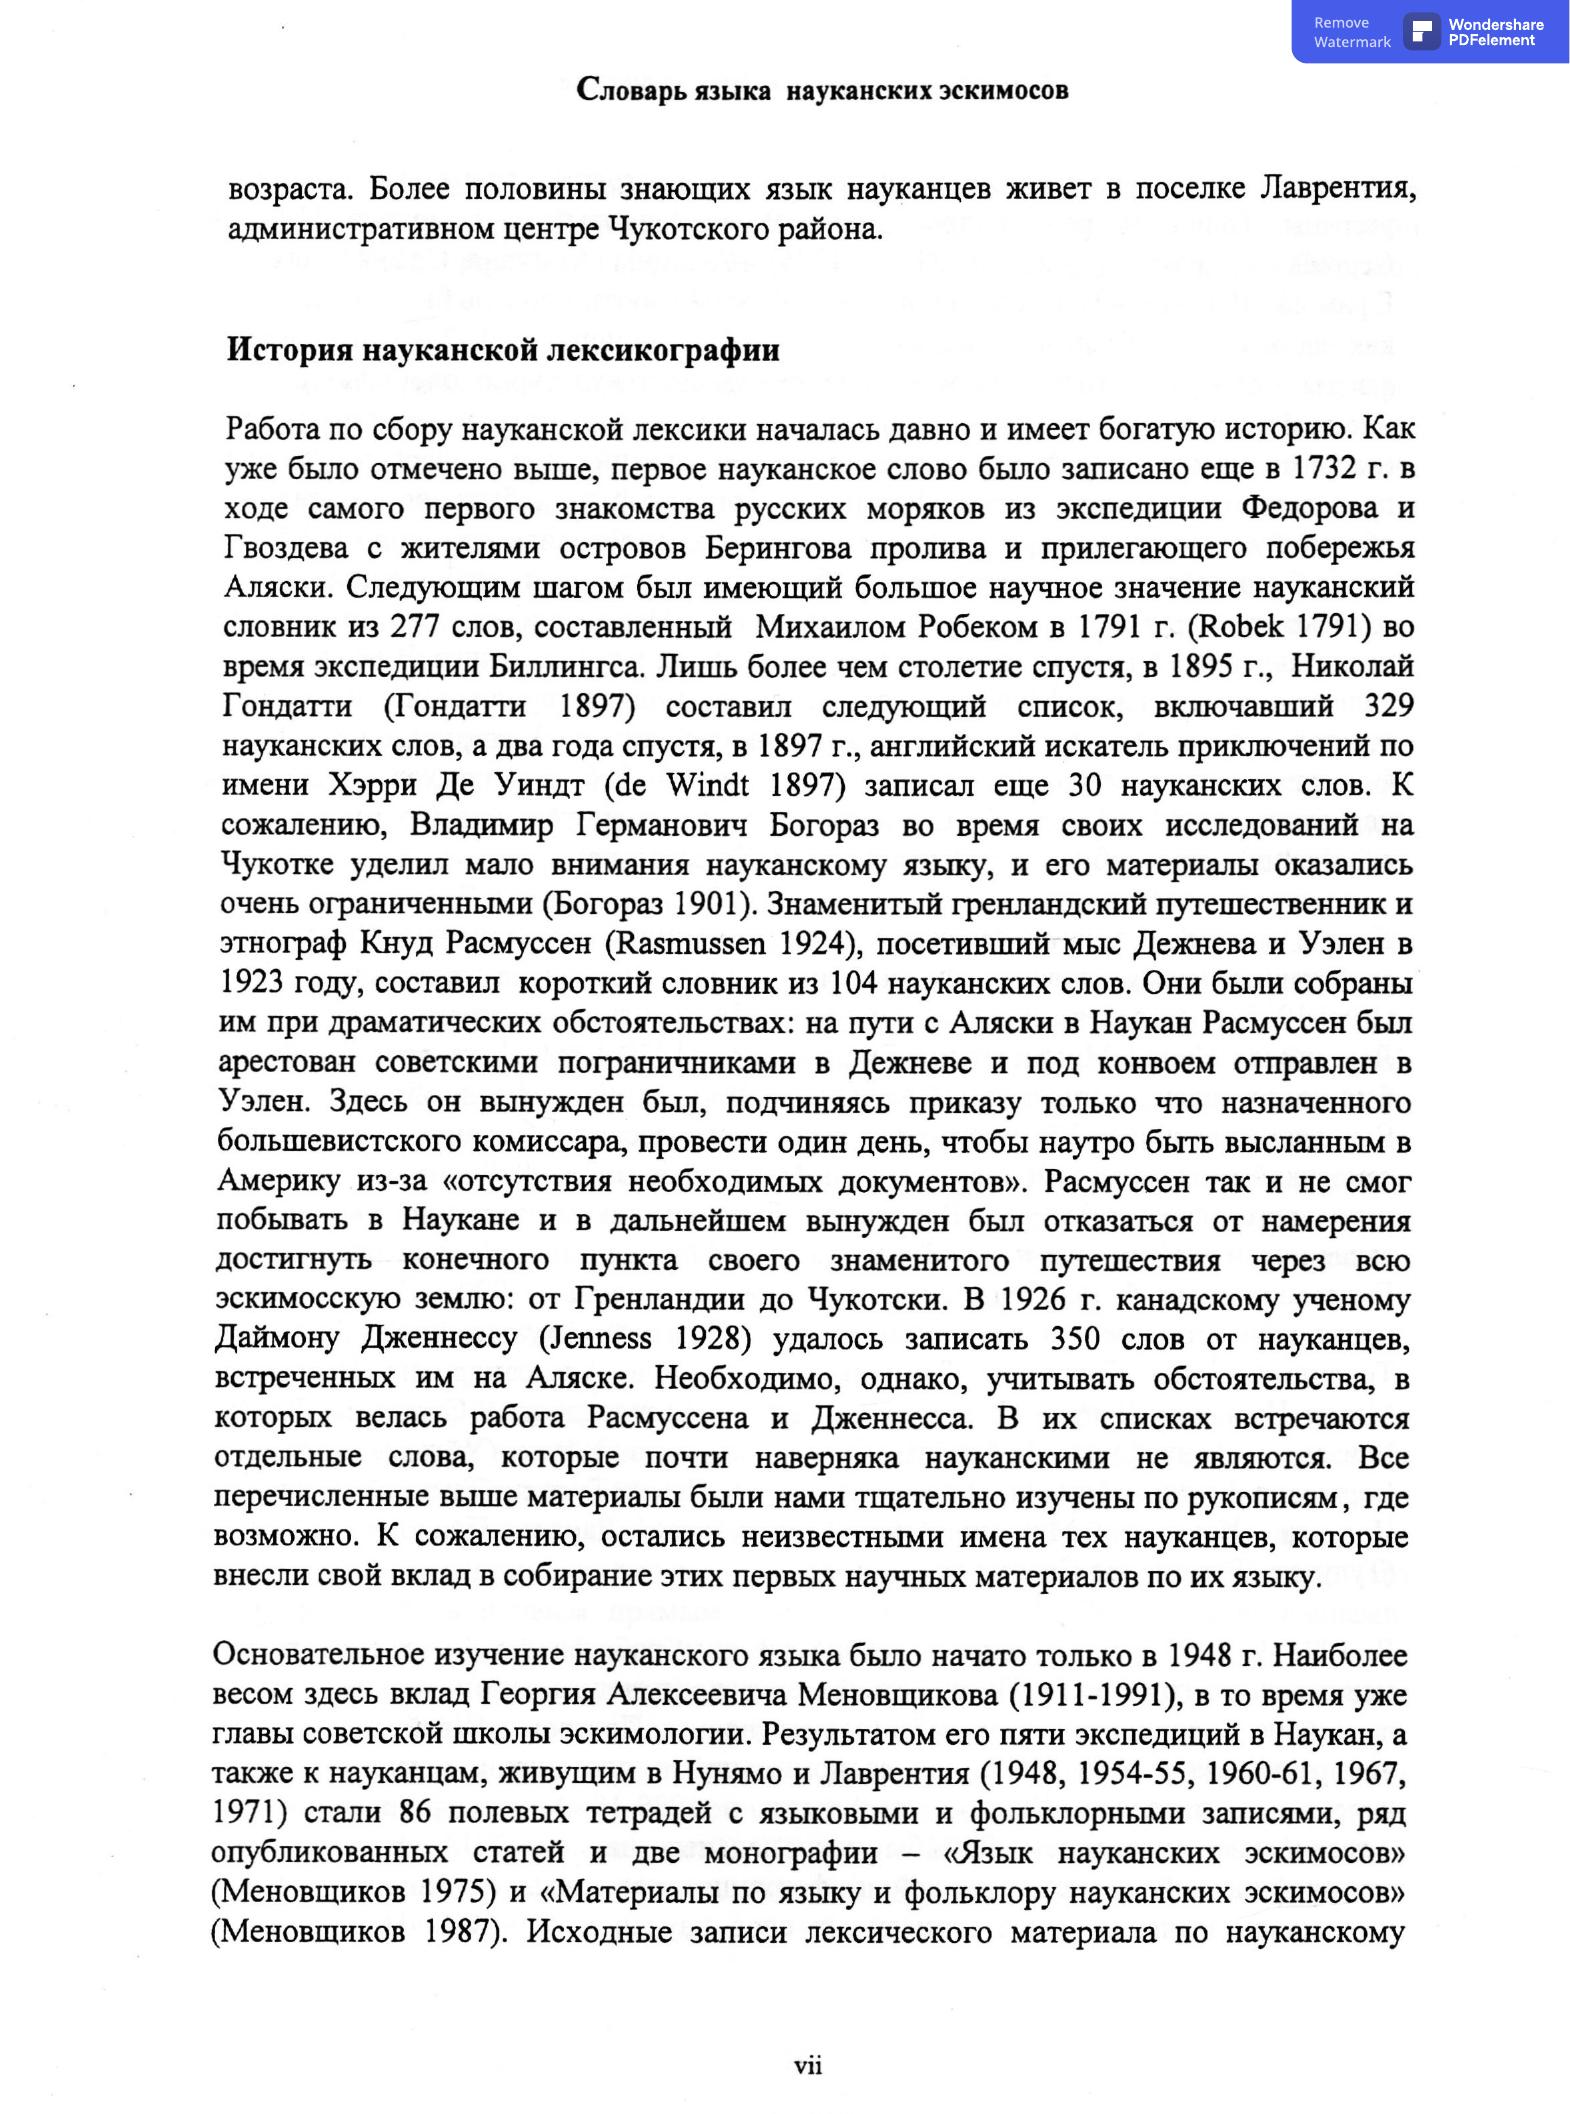 Remove
Watermark
Wondershare
PDFelement
Словарь языка науканских эскимосов
возраста. Более половины знающих язык науканцев живет в поселке Лаврентия,
административном центре Чукотского района.
История науканской лексикографии
Работа по сбору науканской лексики началась давно и имеет богатую историю. Как
уже было отмечено выше, первое науканское слово было записано еще в 1732 г. в
ходе самого первого знакомства русских моряков из экспедиции Федорова и
Гвоздева с жителями островов Берингова пролива и прилегающего побережья
Аляски. Следующим шагом был имеющий большое научное значение науканский
словник из 277 слов, составленный Михаилом Робеком в 1791 г. (Robek 1791) во
время экспедиции Биллингса. Лишь более чем столетие спустя, в 1895 г., Николай
Гондатти (Гондатти 1897) составил следующий список, включавший 329
науканских слов, а два года спустя, в 1897 г., английский искатель приключений по
имени Хэрри Де Уиндт (de Windt 1897) записал еще 30 науканских слов. К
сожалению, Владимир Германович Богораз во время своих исследований на
Чукотке уделил мало внимания науканскому языку, и его материалы оказались
очень ограниченными (Богораз 1901). Знаменитый гренландский путешественник и
этнограф Кнуд Расмуссен (Rasmussen 1924), посетивший мыс Дежнева и Уэлен в
1923 году, составил короткий словник из 104 науканских слов. Они были собраны
им при драматических обстоятельствах: на пути с Аляски в Наукан Расмуссен был
арестован советскими пограничниками в Дежневе и под конвоем отправлен в
Уэлен. Здесь он вынужден был, подчиняясь приказу только что назначенного
большевистского комиссара, провести один день, чтобы наутро быть высланным в
Америку из-за «отсутствия необходимых документов». Расмуссен так и не смог
побывать в Наукане и в дальнейшем вынужден был отказаться от намерения
достигнуть конечного пункта своего знаменитого путешествия через всю
эскимосскую землю: от Гренландии до Чукотски. В 1926 г. канадскому ученому
Даймону Дженнессу (Jenness 1928) удалось записать 350 слов от науканцев,
встреченных им на Аляске. Необходимо, однако, учитывать обстоятельства, в
которых велась работа Расмуссена и Дженнесса. В их списках встречаются
отдельные слова, которые почти наверняка науканскими не являются. Все
перечисленные выше материалы были нами тщательно изучены по рукописям, где
возможно. К сожалению, остались неизвестными имена тех науканцев, которые
внесли свой вклад в собирание этих первых научных материалов по их языку.
Основательное изучение науканского языка было начато только в 1948 г. Наиболее
весом здесь вклад Георгия Алексеевича Меновщикова (1911-1991), в то время уже
главы советской школы эскимологии. Результатом его пяти экспедиций в Наукан, а
также к науканцам, живущим в Нунямо и Лаврентия (1948, 1954-55, 1960-61, 1967,
1971) стали 86 полевых тетрадей с языковыми и фольклорными записями, ряд
опубликованных статей и две монографии – «Язык науканских эскимосов»
(Меновщиков 1975) и «Материалы по языку и фольклору науканских эскимосов»
(Меновщиков 1987). Исходные записи лексического материала по науканскому
vii